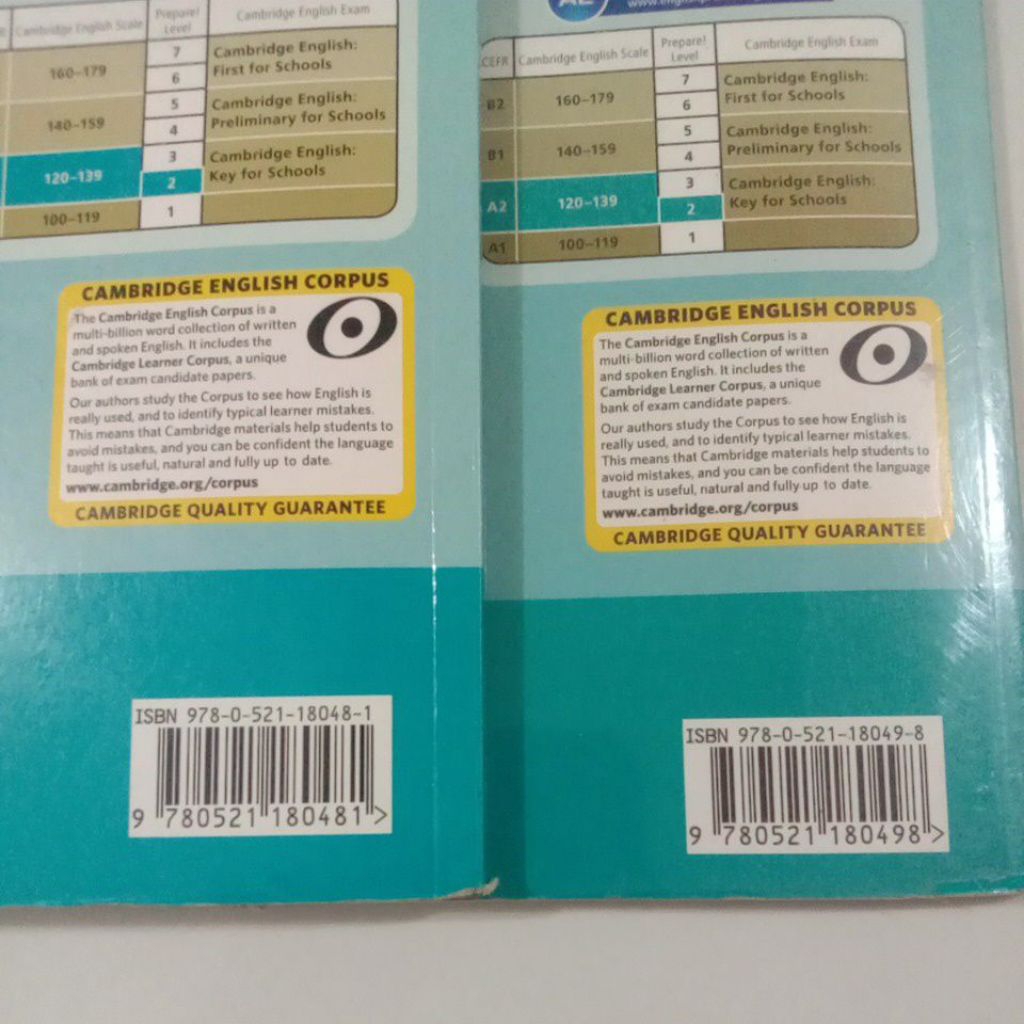 Cambridge English Scale
Prepare!
Level
Cambridge English Exam
160–179
7
6
Cambridge English:
First for Schools
140–159
5
4
Cambridge English:
Preliminary for Schools
120–139
3
2
Cambridge English:
Key for Schools
100–119
1
CAMBRIDGE ENGLISH CORPUS
The Cambridge English Corpus is a
multi-billion word collection of written
and spoken English. It includes the
Cambridge Learner Corpus, a unique
bank of exam candidate papers.
Our authors study the Corpus to see how English is
really used, and to identify typical learner mistakes.
This means that Cambridge materials help students to
avoid mistakes, and you can be confident the language
taught is useful, natural and fully up to date.
www.cambridge.org/corpus
CAMBRIDGE QUALITY GUARANTEE
ISBN 978-0-521-18048-1
9 780521 180481 >
CEFR
Cambridge English Scale
Prepare!
Level
Cambridge English Exam
B2
160–179
7
6
Cambridge English:
First for Schools
B1
140–159
5
4
Cambridge English:
Preliminary for Schools
A2
120–139
3
2
Cambridge English:
Key for Schools
A1
100–119
1
CAMBRIDGE ENGLISH CORPUS
The Cambridge English Corpus is a
multi-billion word collection of written
and spoken English. It includes the
Cambridge Learner Corpus, a unique
bank of exam candidate papers.
Our authors study the Corpus to see how English is
really used, and to identify typical learner mistakes.
This means that Cambridge materials help students to
avoid mistakes, and you can be confident the language
taught is useful, natural and fully up to date.
www.cambridge.org/corpus
CAMBRIDGE QUALITY GUARANTEE
ISBN 978-0-521-18049-8
9 780521 180498 >